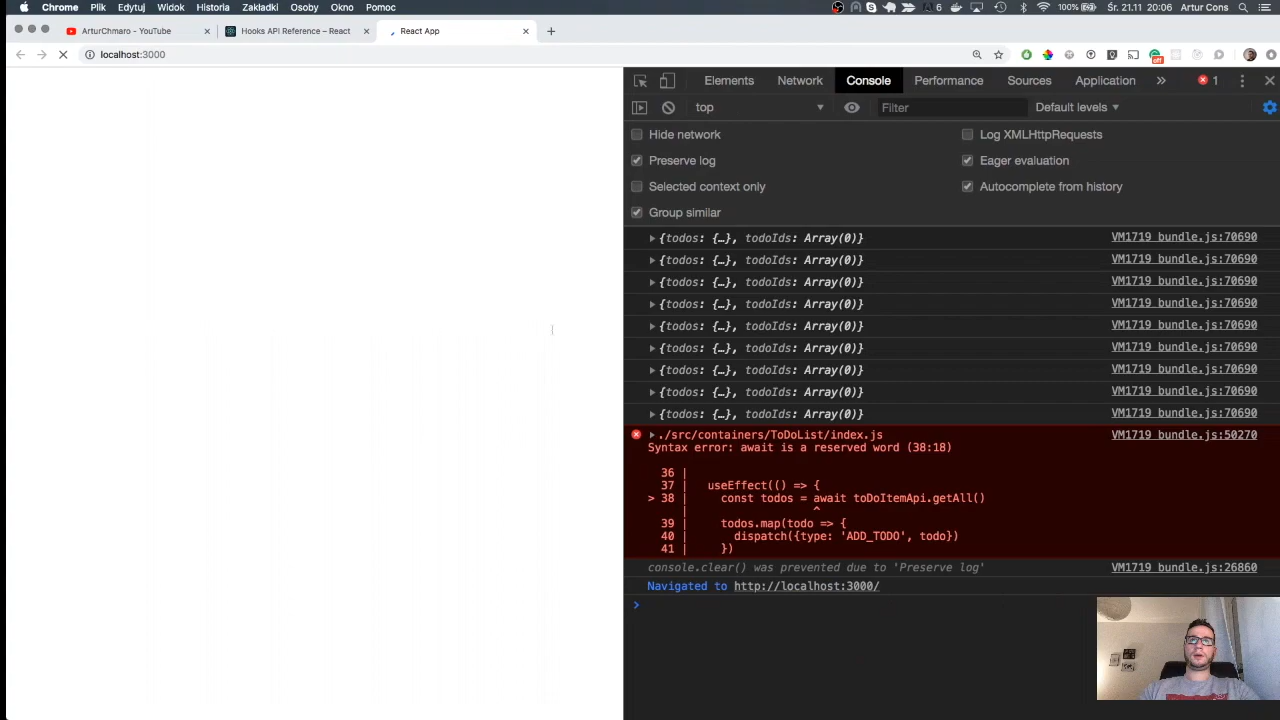 Chrome Plik Edytuj Widok Historia Zakładki Osoby Okno Pomoc 6 100% Śr. 21.11 20:06 Artur Cons
ArturChmaro - YouTube Hooks API Reference – React React App
localhost:3000 off
Elements Network Console Performance Sources Application 1
top Filter Default levels
Hide network Log XMLHttpRequests
Preserve log Eager evaluation
Selected context only Autocomplete from history
Group similar
{todos: {…}, todoIds: Array(0)} VM1719 bundle.js:70690
{todos: {…}, todoIds: Array(0)} VM1719 bundle.js:70690
{todos: {…}, todoIds: Array(0)} VM1719 bundle.js:70690
{todos: {…}, todoIds: Array(0)} VM1719 bundle.js:70690
{todos: {…}, todoIds: Array(0)} VM1719 bundle.js:70690
{todos: {…}, todoIds: Array(0)} VM1719 bundle.js:70690
{todos: {…}, todoIds: Array(0)} VM1719 bundle.js:70690
{todos: {…}, todoIds: Array(0)} VM1719 bundle.js:70690
{todos: {…}, todoIds: Array(0)} VM1719 bundle.js:70690
./src/containers/ToDoList/index.js VM1719 bundle.js:50270
Syntax error: await is a reserved word (38:18)
36 |
37 | useEffect(() => {
> 38 | const todos = await toDoItemApi.getAll()
| ^
39 | todos.map(todo => {
40 | dispatch({type: 'ADD_TODO', todo})
41 | })
console.clear() was prevented due to 'Preserve log' VM1719 bundle.js:26860
Navigated to http://localhost:3000/